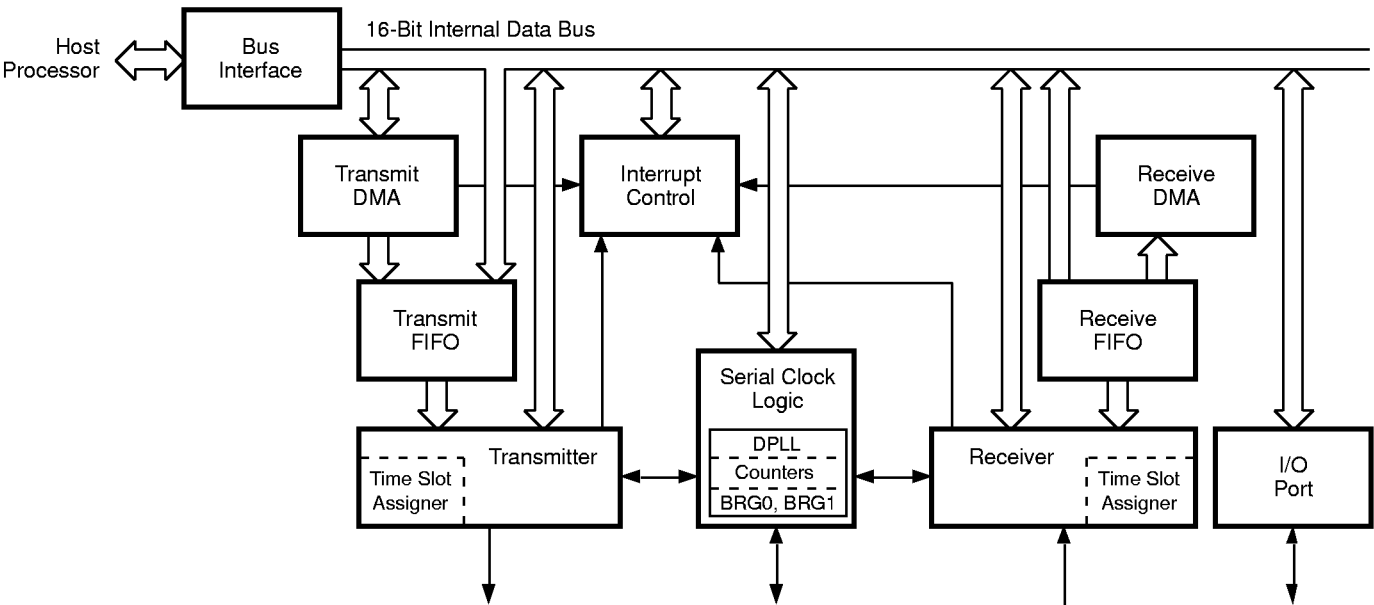 16-Bit Internal Data Bus
Host
Processor
Bus
Interface
Transmit
DMA
Interrupt
Control
Receive
DMA
Transmit
FIFO
Receive
FIFO
Serial Clock
Logic
DPLL
Counters
BRG0, BRG1
Transmitter
Time Slot
Assigner
Receiver
Time Slot
Assigner
I/O
Port